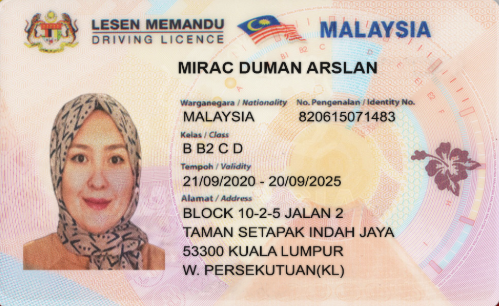 LESEN MEMANDU
DRIVING LICENCE
MALAYSIA
MIRAC DUMAN ARSLAN
Warganegara / Nationality No. Pengenalan / Identity No.
MALAYSIA 820615071483
Kelas / Class
B B2 C D
Tempoh / Validity
21/09/2020 - 20/09/2025
Alamat / Address
BLOCK 10-2-5 JALAN 2
TAMAN SETAPAK INDAH JAYA
53300 KUALA LUMPUR
W. PERSEKUTUAN(KL)